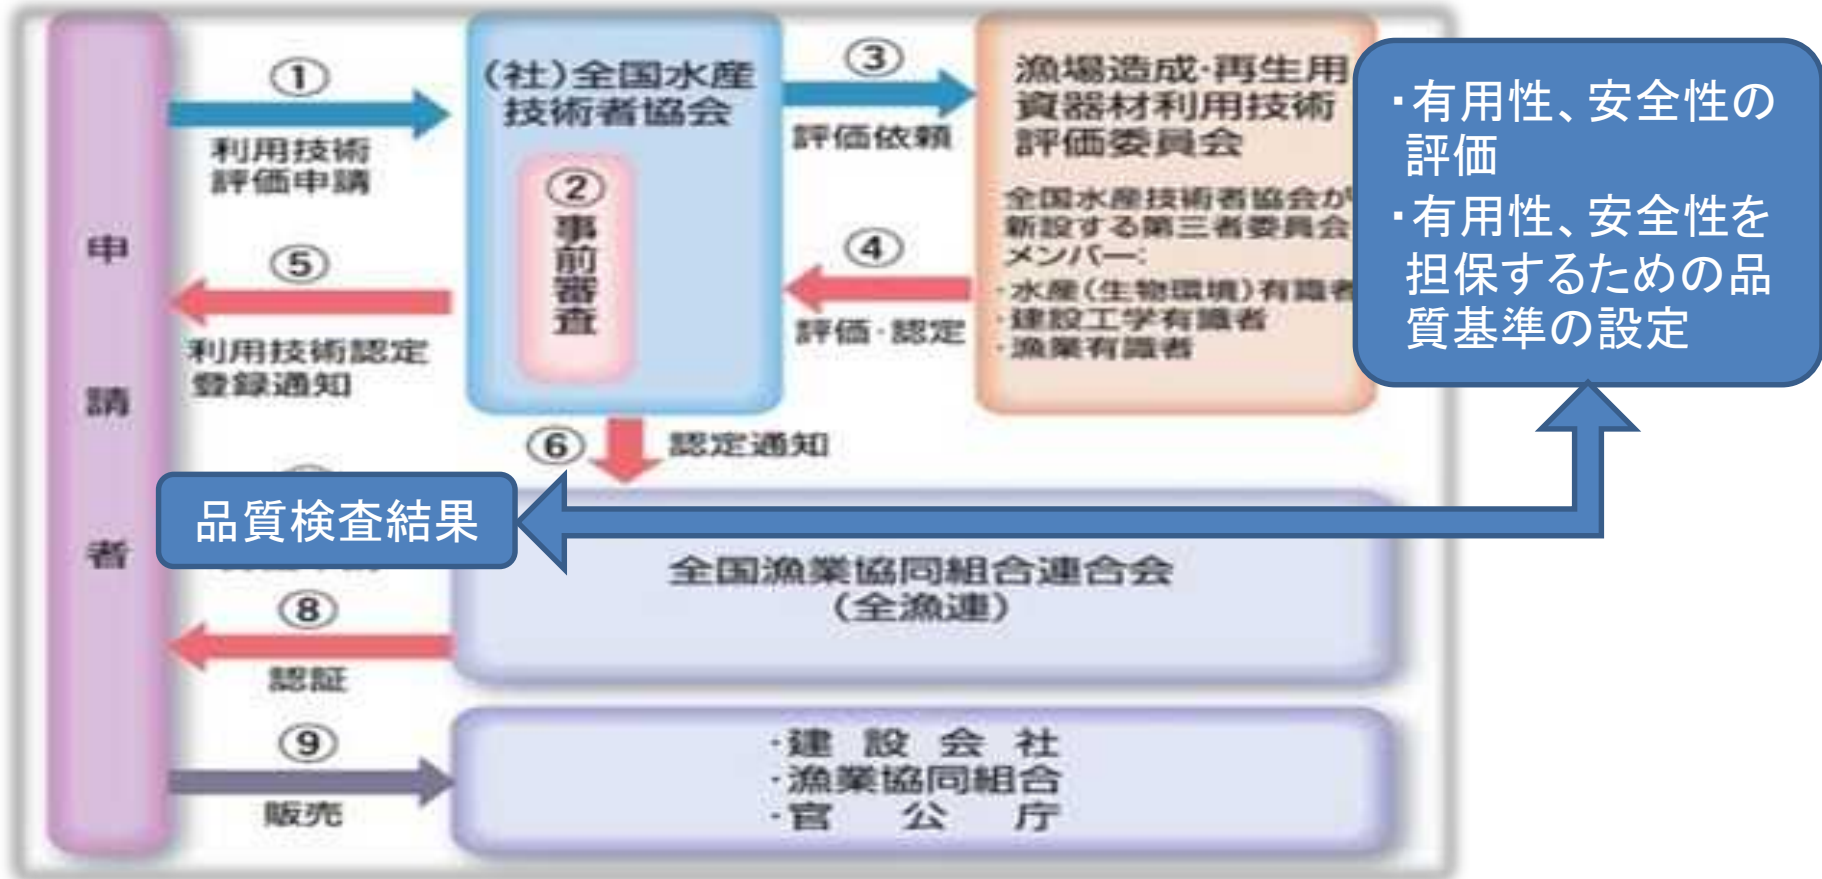 申請者
①
利用技術
評価申請
(社)全国水産
技術者協会
②
事前審査
③
評価依頼
漁場造成・再生用
資器材利用技術
評価委員会
全国水産技術者協会が
新設する第三者委員会
メンバー:
・水産(生物環境)有識者
・建設工学有識者
・漁業有識者
・有用性、安全性の
評価
・有用性、安全性を
担保するための品
質基準の設定
④
評価・認定
⑤
利用技術認定
登録通知
⑥
認定通知
品質検査結果
全国漁業協同組合連合会
(全漁連)
⑧
認証
⑨
販売
・建設会社
・漁業協同組合
・官公庁